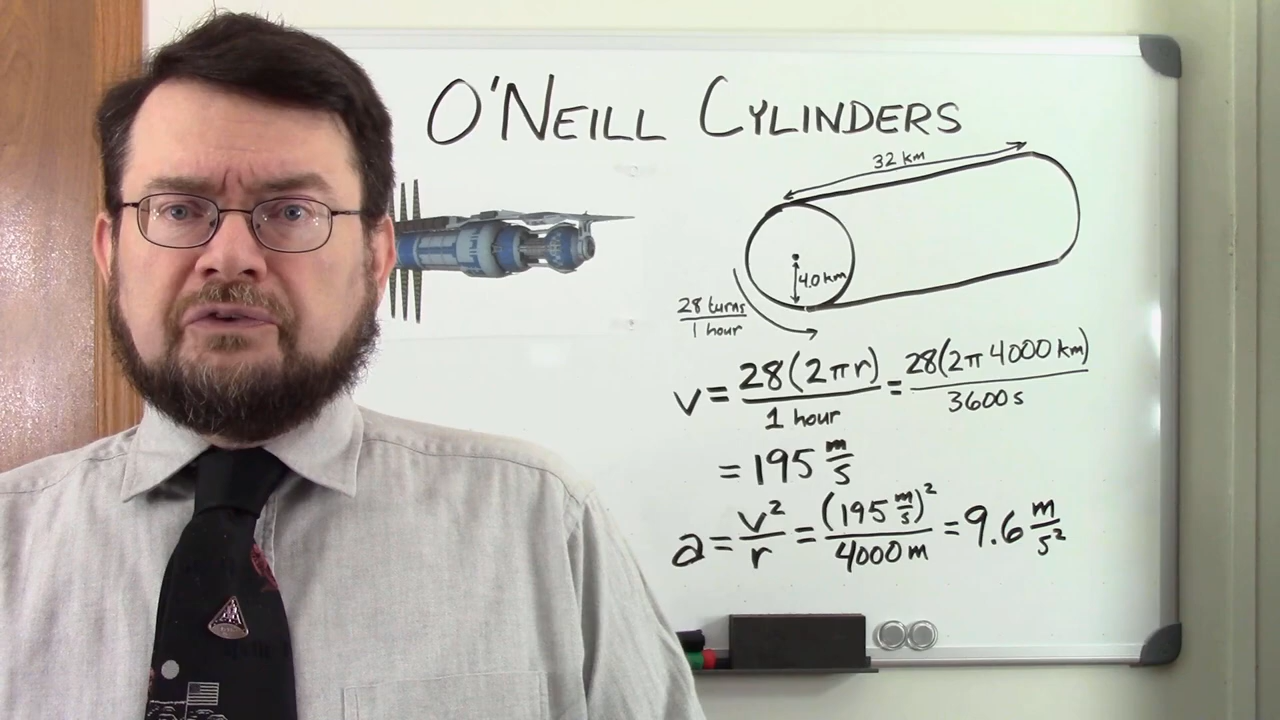 O'NEILL CYLINDERS
32 km
4.0 km
28 turns
1 hour
v = 28(2πr) / 1 hour = 28(2π 4000 km) / 3600 s
= 195 m/s
a = v²/r = (195 m/s)² / 4000 m = 9.6 m/s²